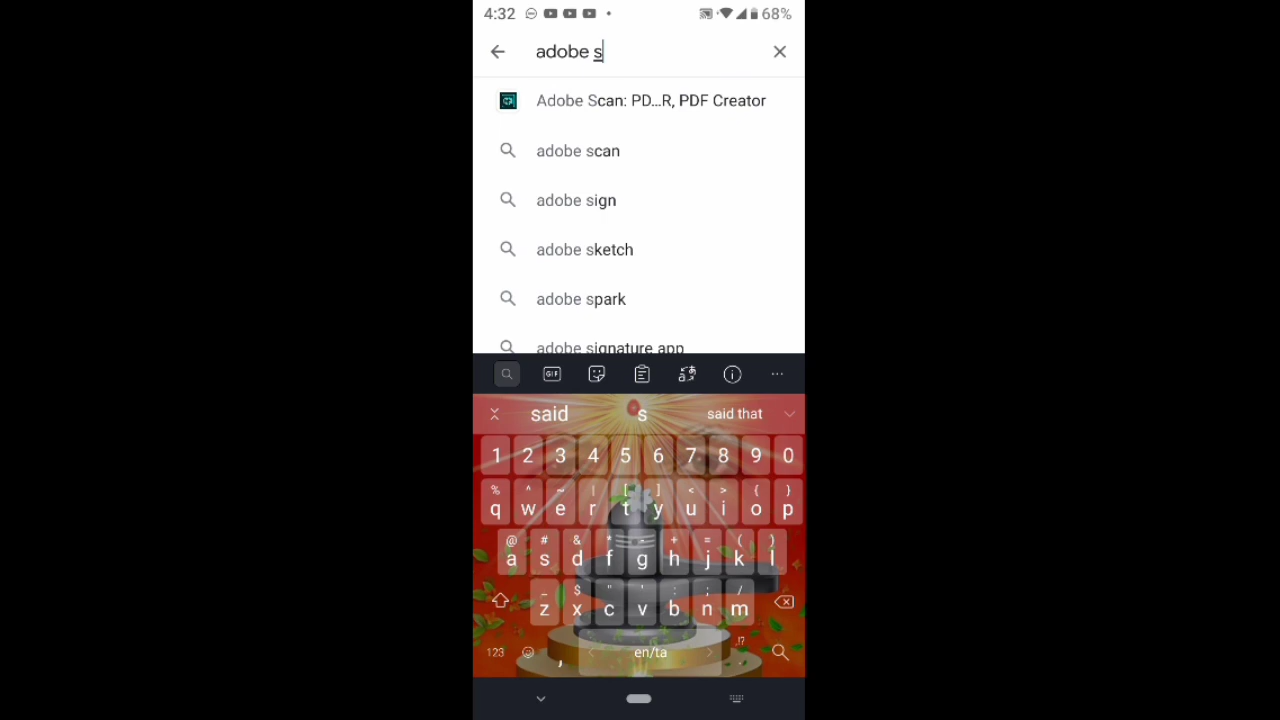 4:32 68%
adobe s
Adobe Scan: PD...R, PDF Creator
adobe scan
adobe sign
adobe sketch
adobe spark
adobe signature app
GIF
said s said that
1 2 3 4 5 6 7 8 9 0
% ^ ~ | [ ] < > { }
q w e r t y u i o p
@ # & * - + = ( )
a s d f g h j k l
_ $ " ' : ; /
z x c v b n m
123 , en/ta .
!?